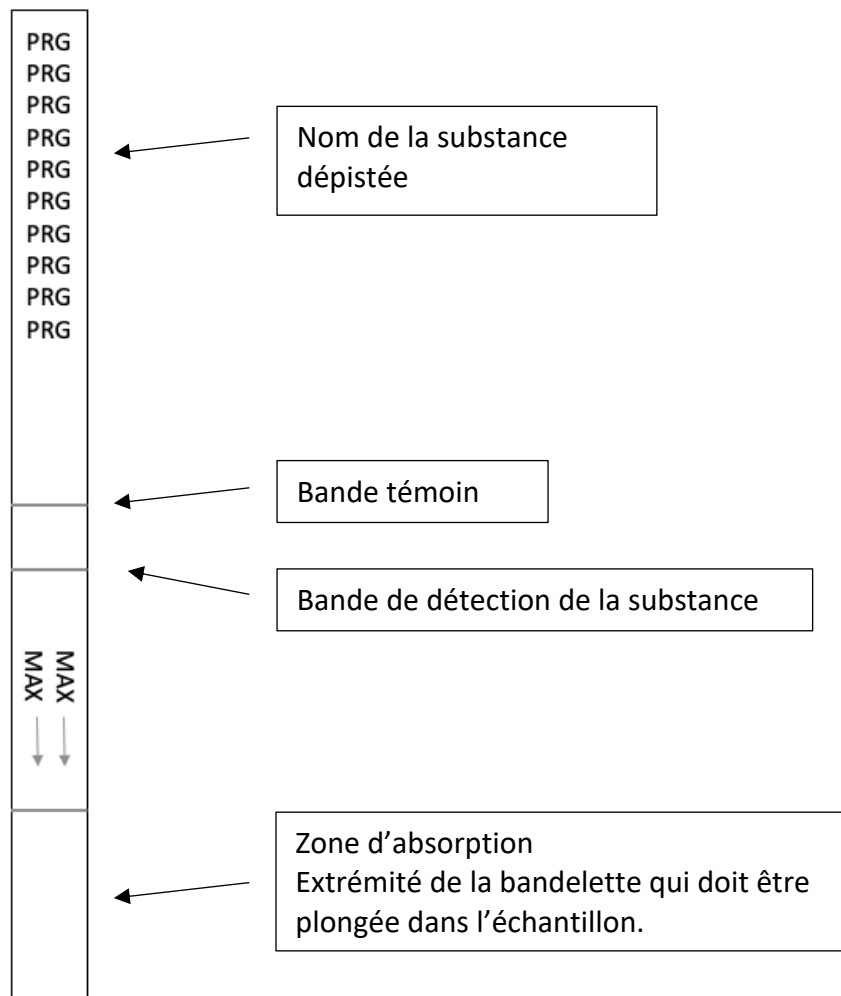 PRG
PRG
PRG
PRG
PRG
PRG
PRG
PRG
PRG
PRG
Nom de la substance
dépistée
Bande témoin
Bande de détection de la substance
MAX
MAX
Zone d’absorption
Extrémité de la bandelette qui doit être
plongée dans l’échantillon.